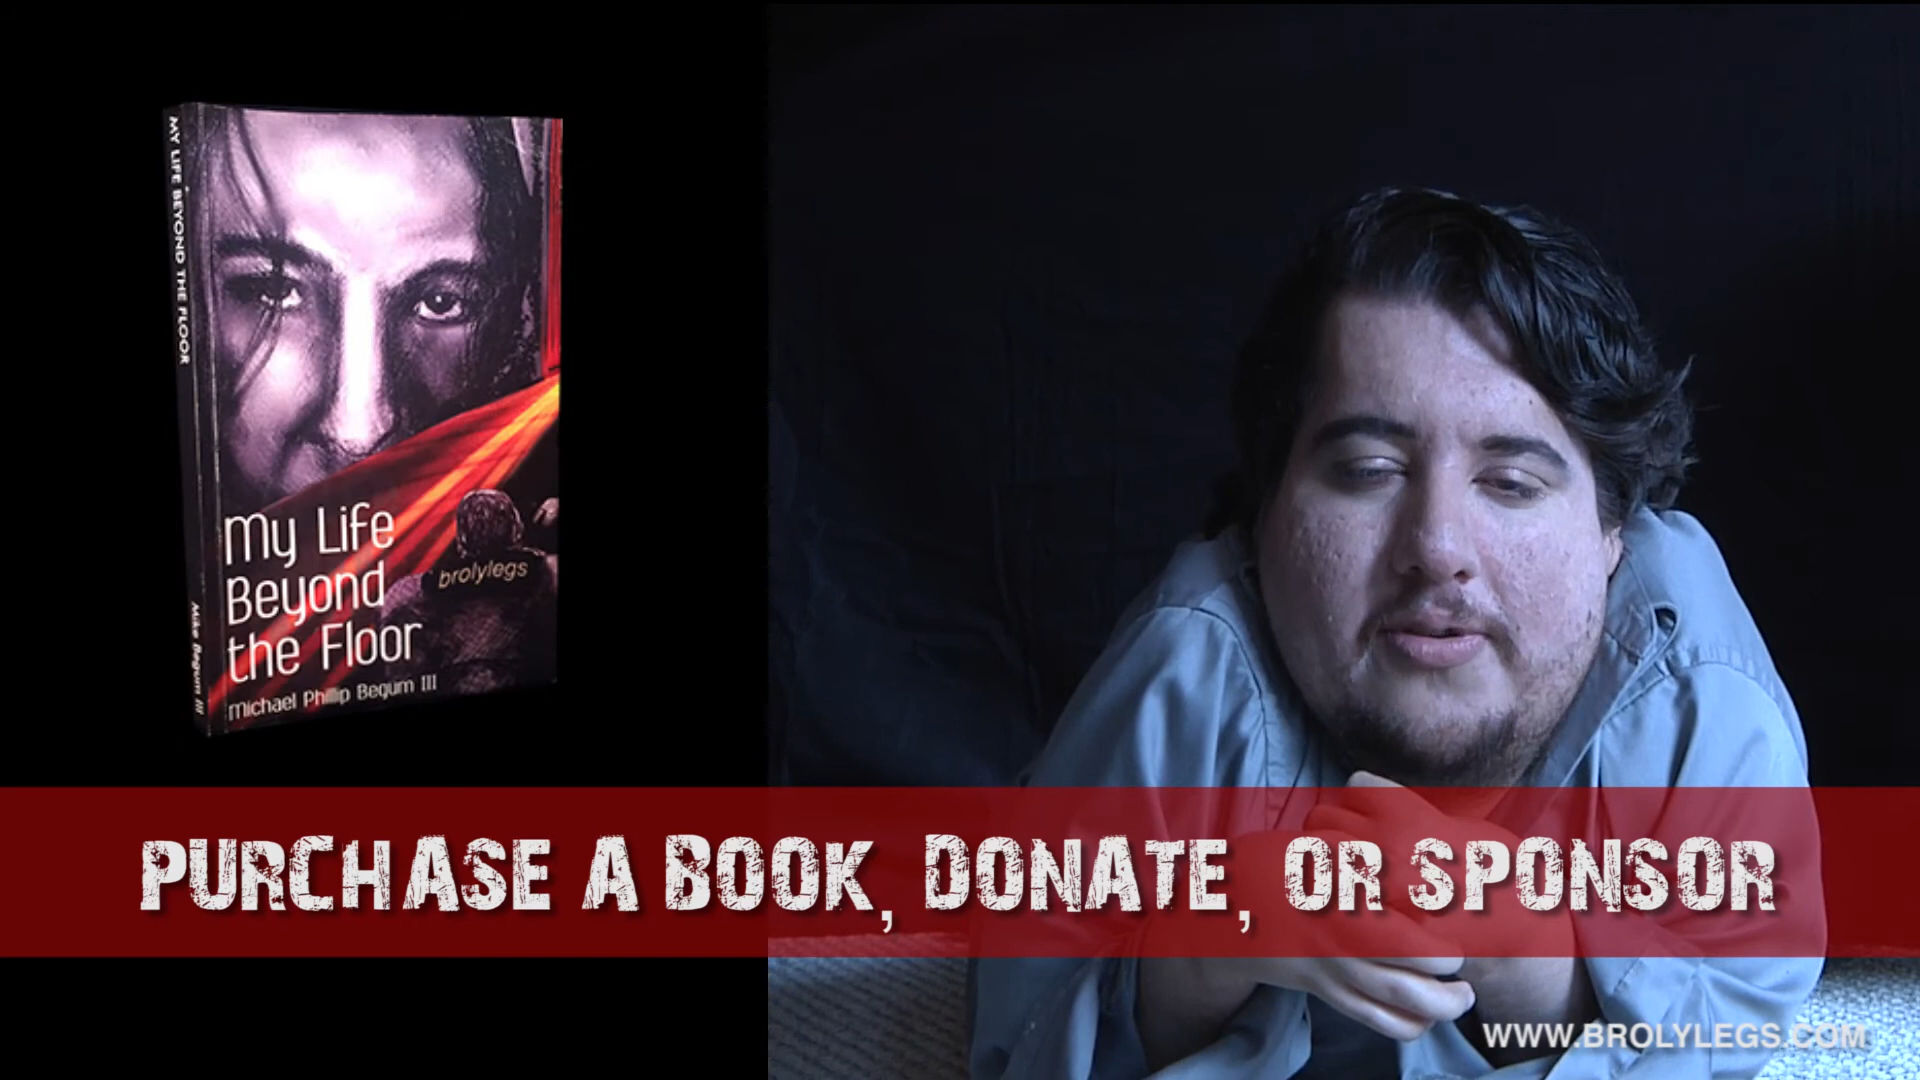 MY LIFE BEYOND THE FLOOR
Mike Begum III
My Life
Beyond
the Floor
brolylegs
Michael Phillip Begum III
PURCHASE A BOOK, DONATE, OR SPONSOR
WWW.BROLYLEGS.COM